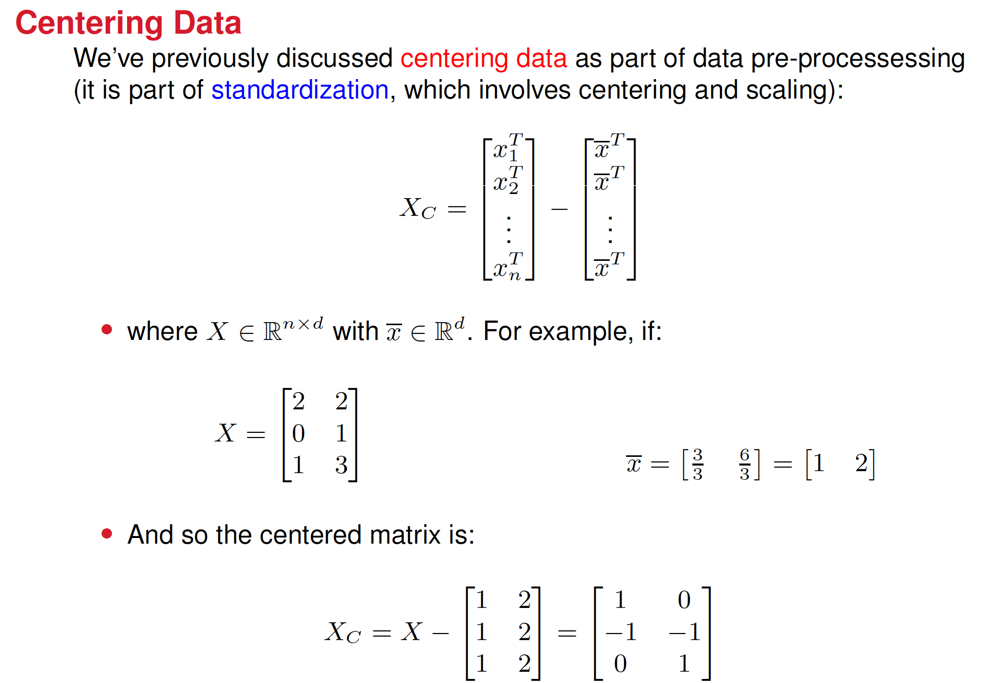 Centering Data
We've previously discussed centering data as part of data pre-processessing
(it is part of standardization, which involves centering and scaling):
$X_C = \begin{bmatrix} x_1^T \\ x_2^T \\ \vdots \\ x_n^T \end{bmatrix} - \begin{bmatrix} \overline{x}^T \\ \overline{x}^T \\ \vdots \\ \overline{x}^T \end{bmatrix}$
• where $X \in \mathbb{R}^{n \times d}$ with $\overline{x} \in \mathbb{R}^d$. For example, if:
$X = \begin{bmatrix} 2 & 2 \\ 0 & 1 \\ 1 & 3 \end{bmatrix}$ $\overline{x} = \begin{bmatrix} \frac{3}{3} & \frac{6}{3} \end{bmatrix} = \begin{bmatrix} 1 & 2 \end{bmatrix}$
• And so the centered matrix is:
$X_C = X - \begin{bmatrix} 1 & 2 \\ 1 & 2 \\ 1 & 2 \end{bmatrix} = \begin{bmatrix} 1 & 0 \\ -1 & -1 \\ 0 & 1 \end{bmatrix}$